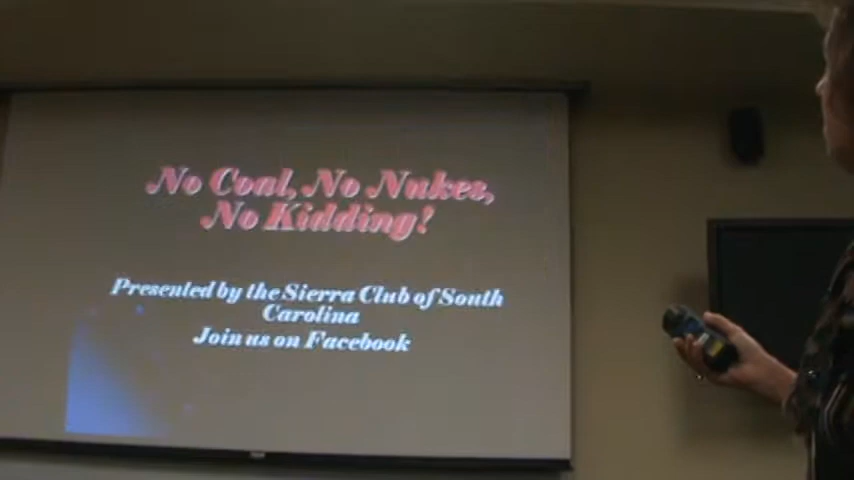 No Coal, No Nukes,
No Kidding!
Presented by the Sierra Club of South
Carolina
Join us on Facebook